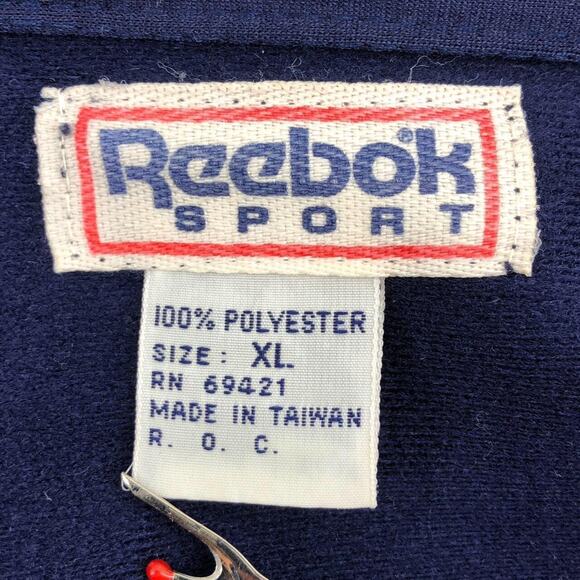 Reebok®
SPORT
100% POLYESTER
SIZE: XL
RN 69421
MADE IN TAIWAN
R. O. C.